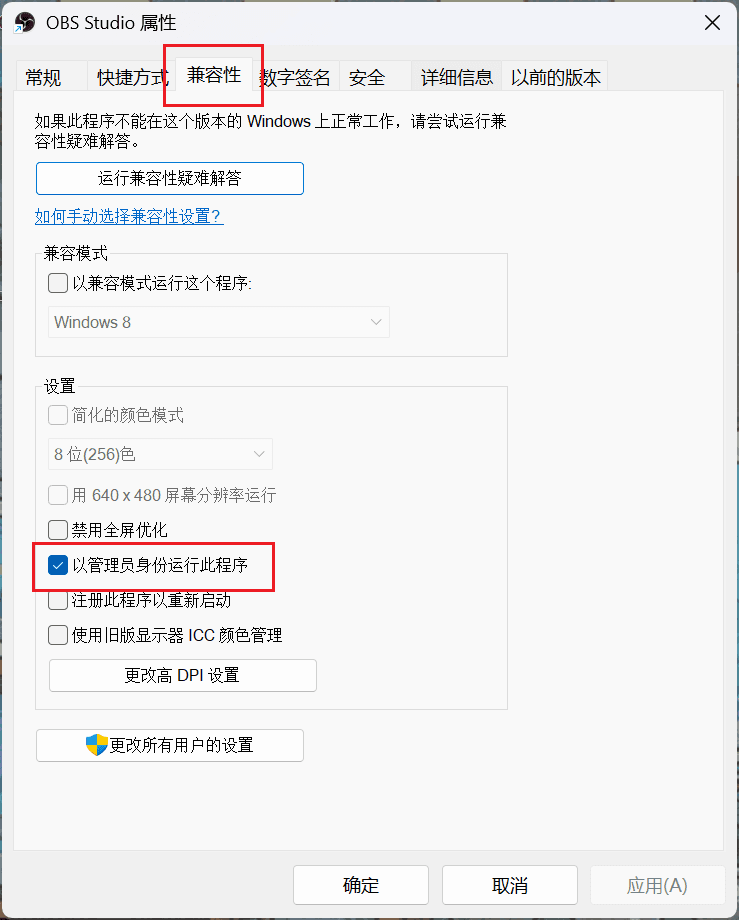 OBS Studio 属性
常规 快捷方式 兼容性 数字签名 安全 详细信息 以前的版本
如果此程序不能在这个版本的 Windows 上正常工作，请尝试运行兼
容性疑难解答。
运行兼容性疑难解答
如何手动选择兼容性设置?
兼容模式
以兼容模式运行这个程序:
Windows 8
设置
简化的颜色模式
8 位(256)色
用 640 x 480 屏幕分辨率运行
禁用全屏优化
以管理员身份运行此程序
注册此程序以重新启动
使用旧版显示器 ICC 颜色管理
更改高 DPI 设置
更改所有用户的设置
确定 取消 应用(A)